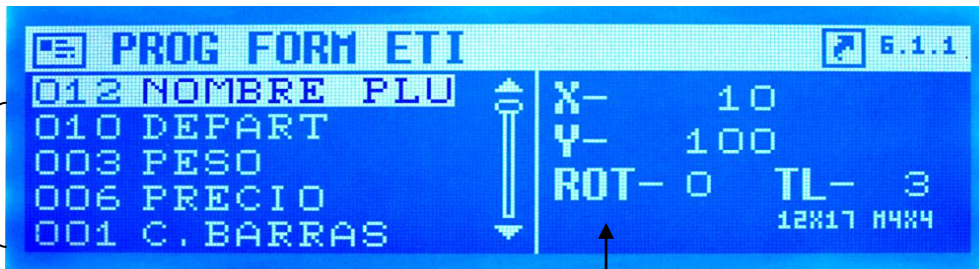 PROG FORM ETI 6.1.1
012 NOMBRE PLU
010 DEPART
003 PESO
006 PRECIO
001 C.BARRAS
X- 10
Y- 100
ROT- 0 TL- 3
12X17 M4X4